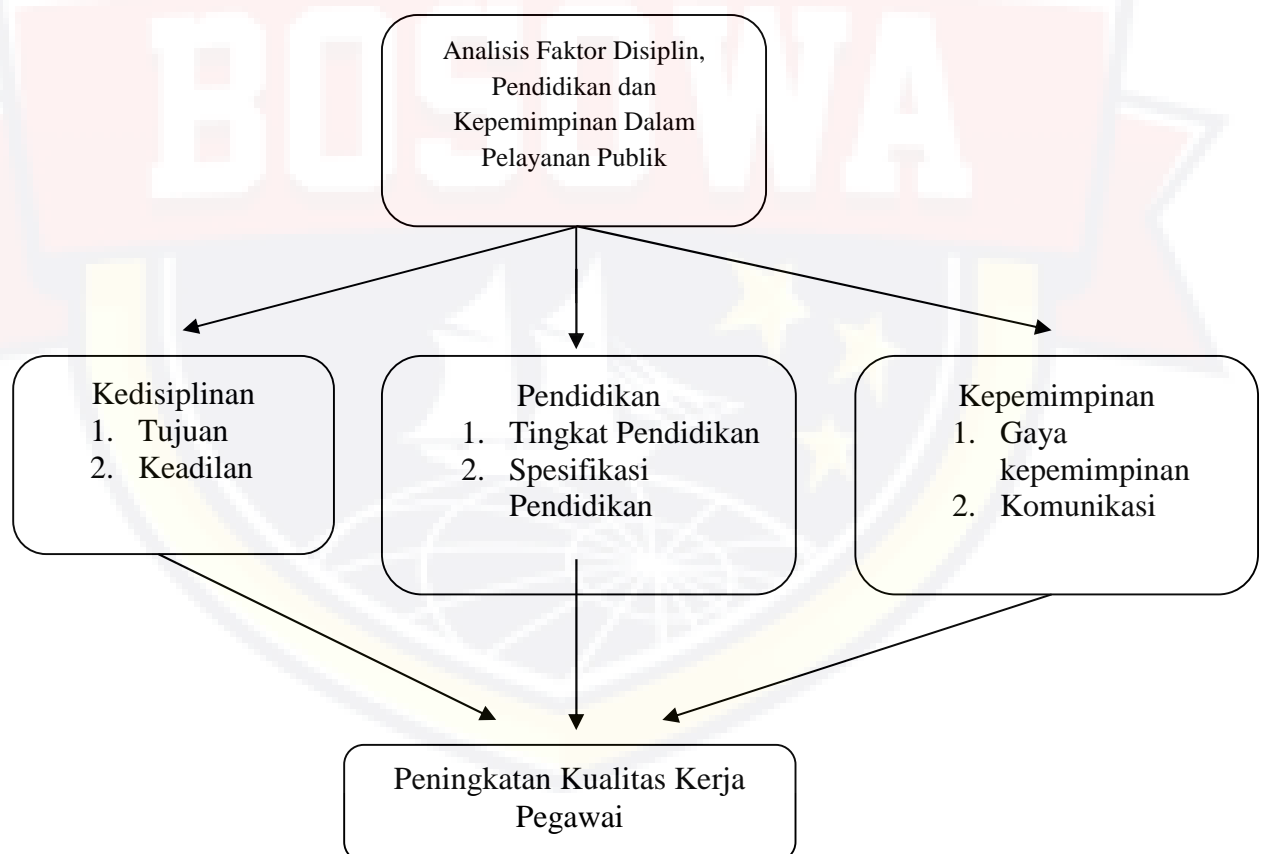 BOSOWA
Analisis Faktor Disiplin,
Pendidikan dan
Kepemimpinan Dalam
Pelayanan Publik
Kedisiplinan
1. Tujuan
2. Keadilan
Pendidikan
1. Tingkat Pendidikan
2. Spesifikasi
Pendidikan
Kepemimpinan
1. Gaya
kepemimpinan
2. Komunikasi
Peningkatan Kualitas Kerja
Pegawai